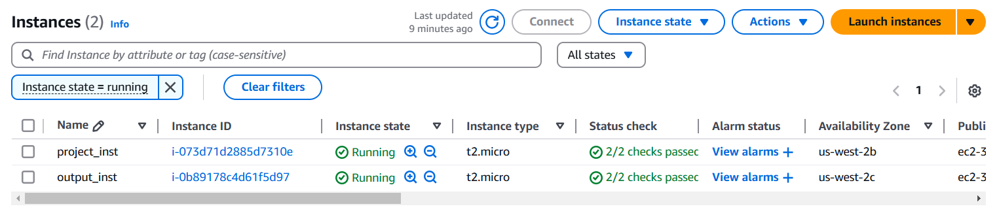 Instances (2) Info
Last updated
9 minutes ago
Connect
Instance state
Actions
Launch instances
Find Instance by attribute or tag (case-sensitive)
All states
Instance state = running
Clear filters
1
Name Instance ID Instance state Instance type Status check Alarm status Availability Zone Publi
project_inst i-073d71d2885d7310e Running t2.micro 2/2 checks passec View alarms + us-west-2b ec2-3
output_inst i-0b89178c4d61f5d97 Running t2.micro 2/2 checks passec View alarms + us-west-2c ec2-3